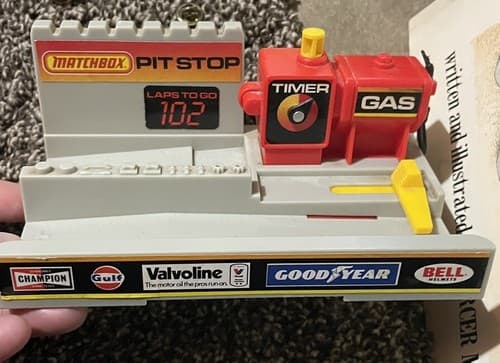 MATCHBOX PIT STOP
LAPS TO GO
102
TIMER
GAS
CHAMPION
Gulf
Valvoline
The motor oil the pros run on.
GOODYEAR
BELL
HELMETS
written and illustrated